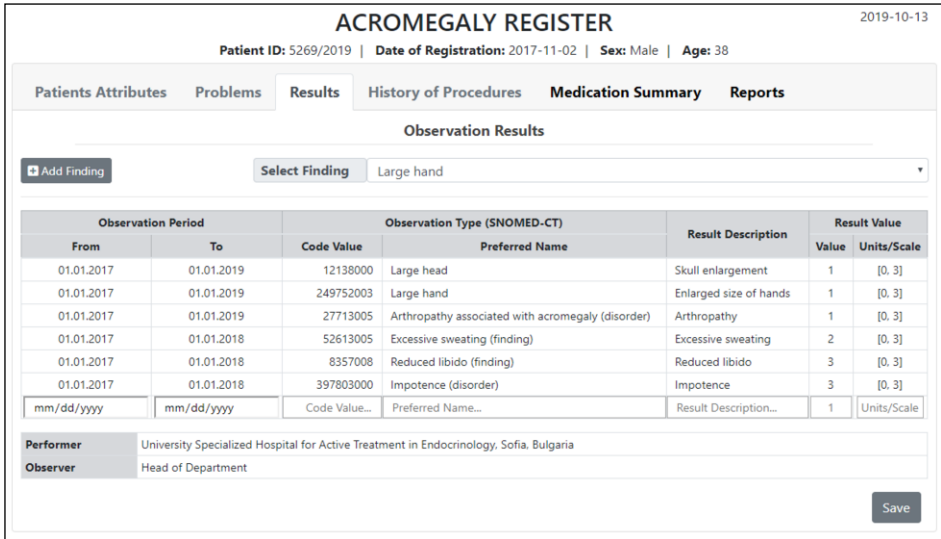 ACROMEGALY REGISTER
2019-10-13
Patient ID: 5269/2019 | Date of Registration: 2017-11-02 | Sex: Male | Age: 38
Patients Attributes Problems Results History of Procedures Medication Summary Reports
Observation Results
Add Finding Select Finding Large hand
Observation Period Observation Type (SNOMED-CT) Result Description Result Value
From To Code Value Preferred Name Value Units/Scale
01.01.2017 01.01.2019 12138000 Large head Skull enlargement 1 [0, 3]
01.01.2017 01.01.2019 249752003 Large hand Enlarged size of hands 1 [0, 3]
01.01.2017 01.01.2019 27713005 Arthropathy associated with acromegaly (disorder) Arthropathy 1 [0, 3]
01.01.2017 01.01.2018 52613005 Excessive sweating (finding) Excessive sweating 2 [0, 3]
01.01.2017 01.01.2018 8357008 Reduced libido (finding) Reduced libido 3 [0, 3]
01.01.2017 01.01.2018 397803000 Impotence (disorder) Impotence 3 [0, 3]
mm/dd/yyyy mm/dd/yyyy Code Value... Preferred Name... Result Description... 1 Units/Scale
Performer University Specialized Hospital for Active Treatment in Endocrinology, Sofia, Bulgaria
Observer Head of Department
Save